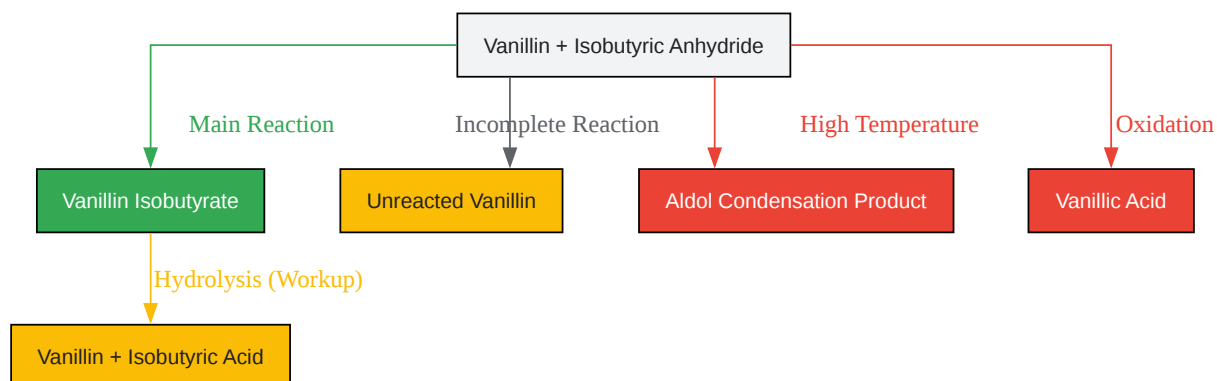 Vanillin + Isobutyric Anhydride
Main Reaction
Incomplete Reaction
High Temperature
Oxidation
Vanillin Isobutyrate
Unreacted Vanillin
Aldol Condensation Product
Vanillic Acid
Hydrolysis (Workup)
Vanillin + Isobutyric Acid